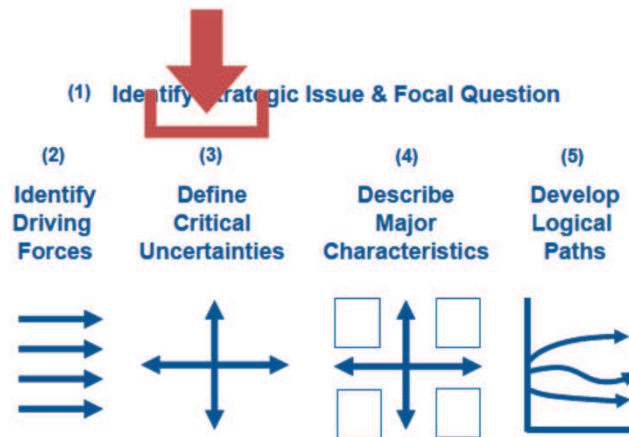 (1) Identify Strategic Issue & Focal Question
(2)
Identify
Driving
Forces
(3)
Define
Critical
Uncertainties
(4)
Describe
Major
Characteristics
(5)
Develop
Logical
Paths